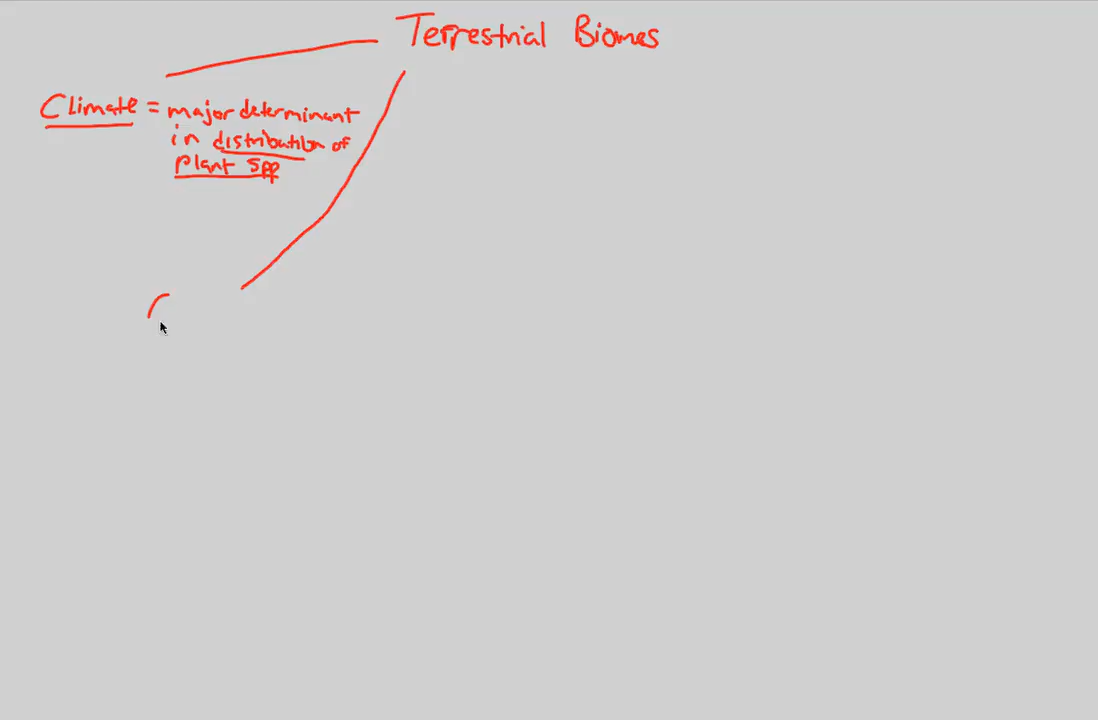 Terrestrial Biomes
Climate = major determinant
in distribution of
plant spp